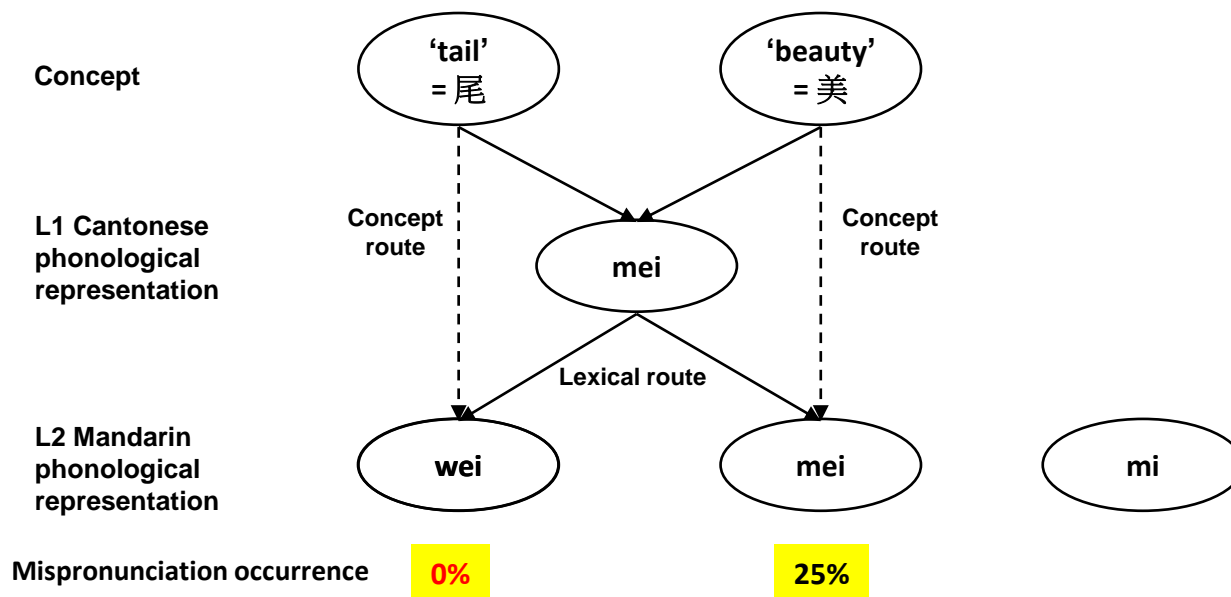 ‘tail’
= 尾
‘beauty’
= 美
Concept
L1 Cantonese
phonological
representation
Concept
route
mei
Concept
route
Lexical route
L2 Mandarin
phonological
representation
wei
mei
mi
Mispronunciation occurrence
0%
25%